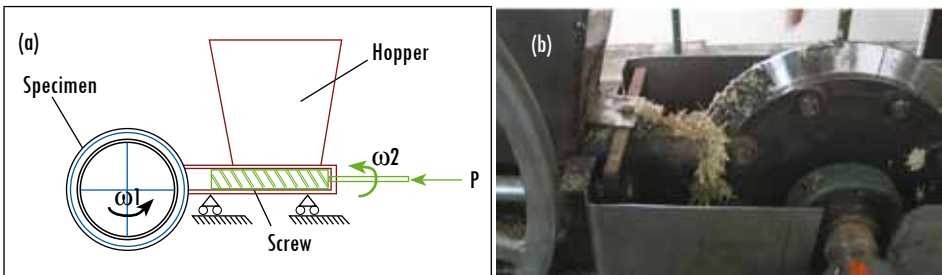 (a)
Hopper
Specimen
ω1
ω2
P
Screw
(b)